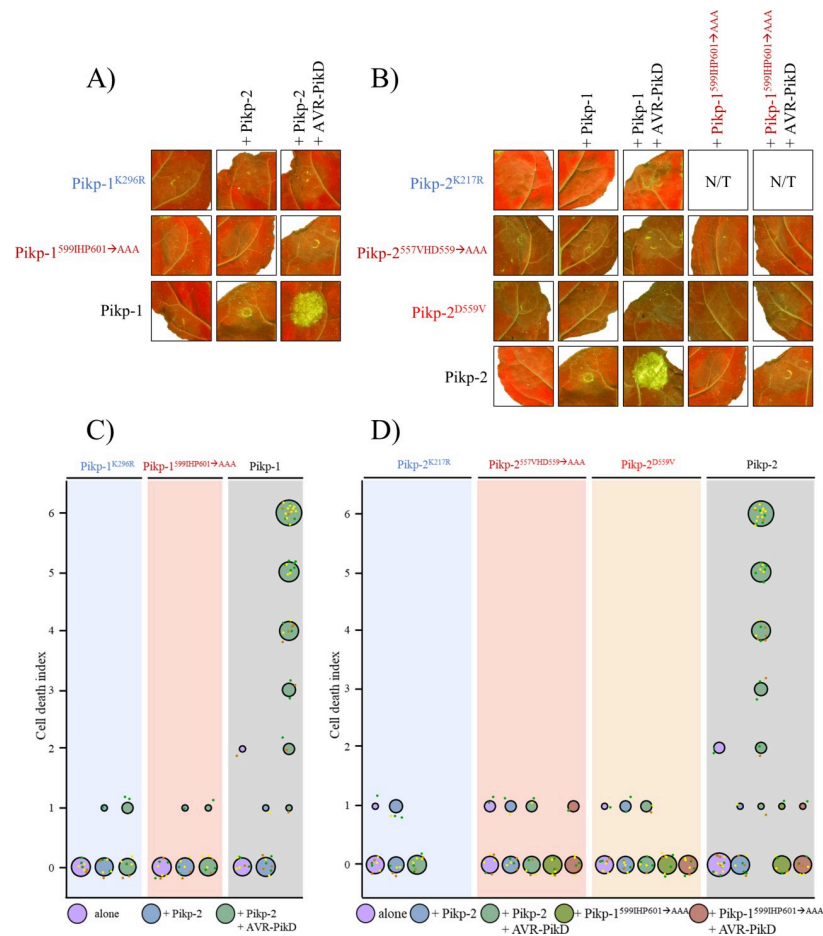 A)
+ Pikp-2
+ Pikp-2
+ AVR-PikD
Pikp-1K296R
Pikp-1599IHP601→AAA
Pikp-1
B)
+ Pikp-1
+ Pikp-1
+ AVR-PikD
+ Pikp-1599IHP601→AAA
+ Pikp-1599IHP601→AAA
+ AVR-PikD
Pikp-2K217R
N/T
N/T
Pikp-2557VHD559→AAA
Pikp-2D559V
Pikp-2
C)
Pikp-1K296R
Pikp-1599IHP601→AAA
Pikp-1
Cell death index
6
5
4
3
2
1
0
alone
+ Pikp-2
+ Pikp-2
+ AVR-PikD
D)
Pikp-2K217R
Pikp-2557VHD559→AAA
Pikp-2D559V
Pikp-2
Cell death index
6
5
4
3
2
1
0
alone
+ Pikp-2
+ Pikp-2
+ AVR-PikD
+ Pikp-1599IHP601→AAA
+ Pikp-1599IHP601→AAA
+ AVR-PikD